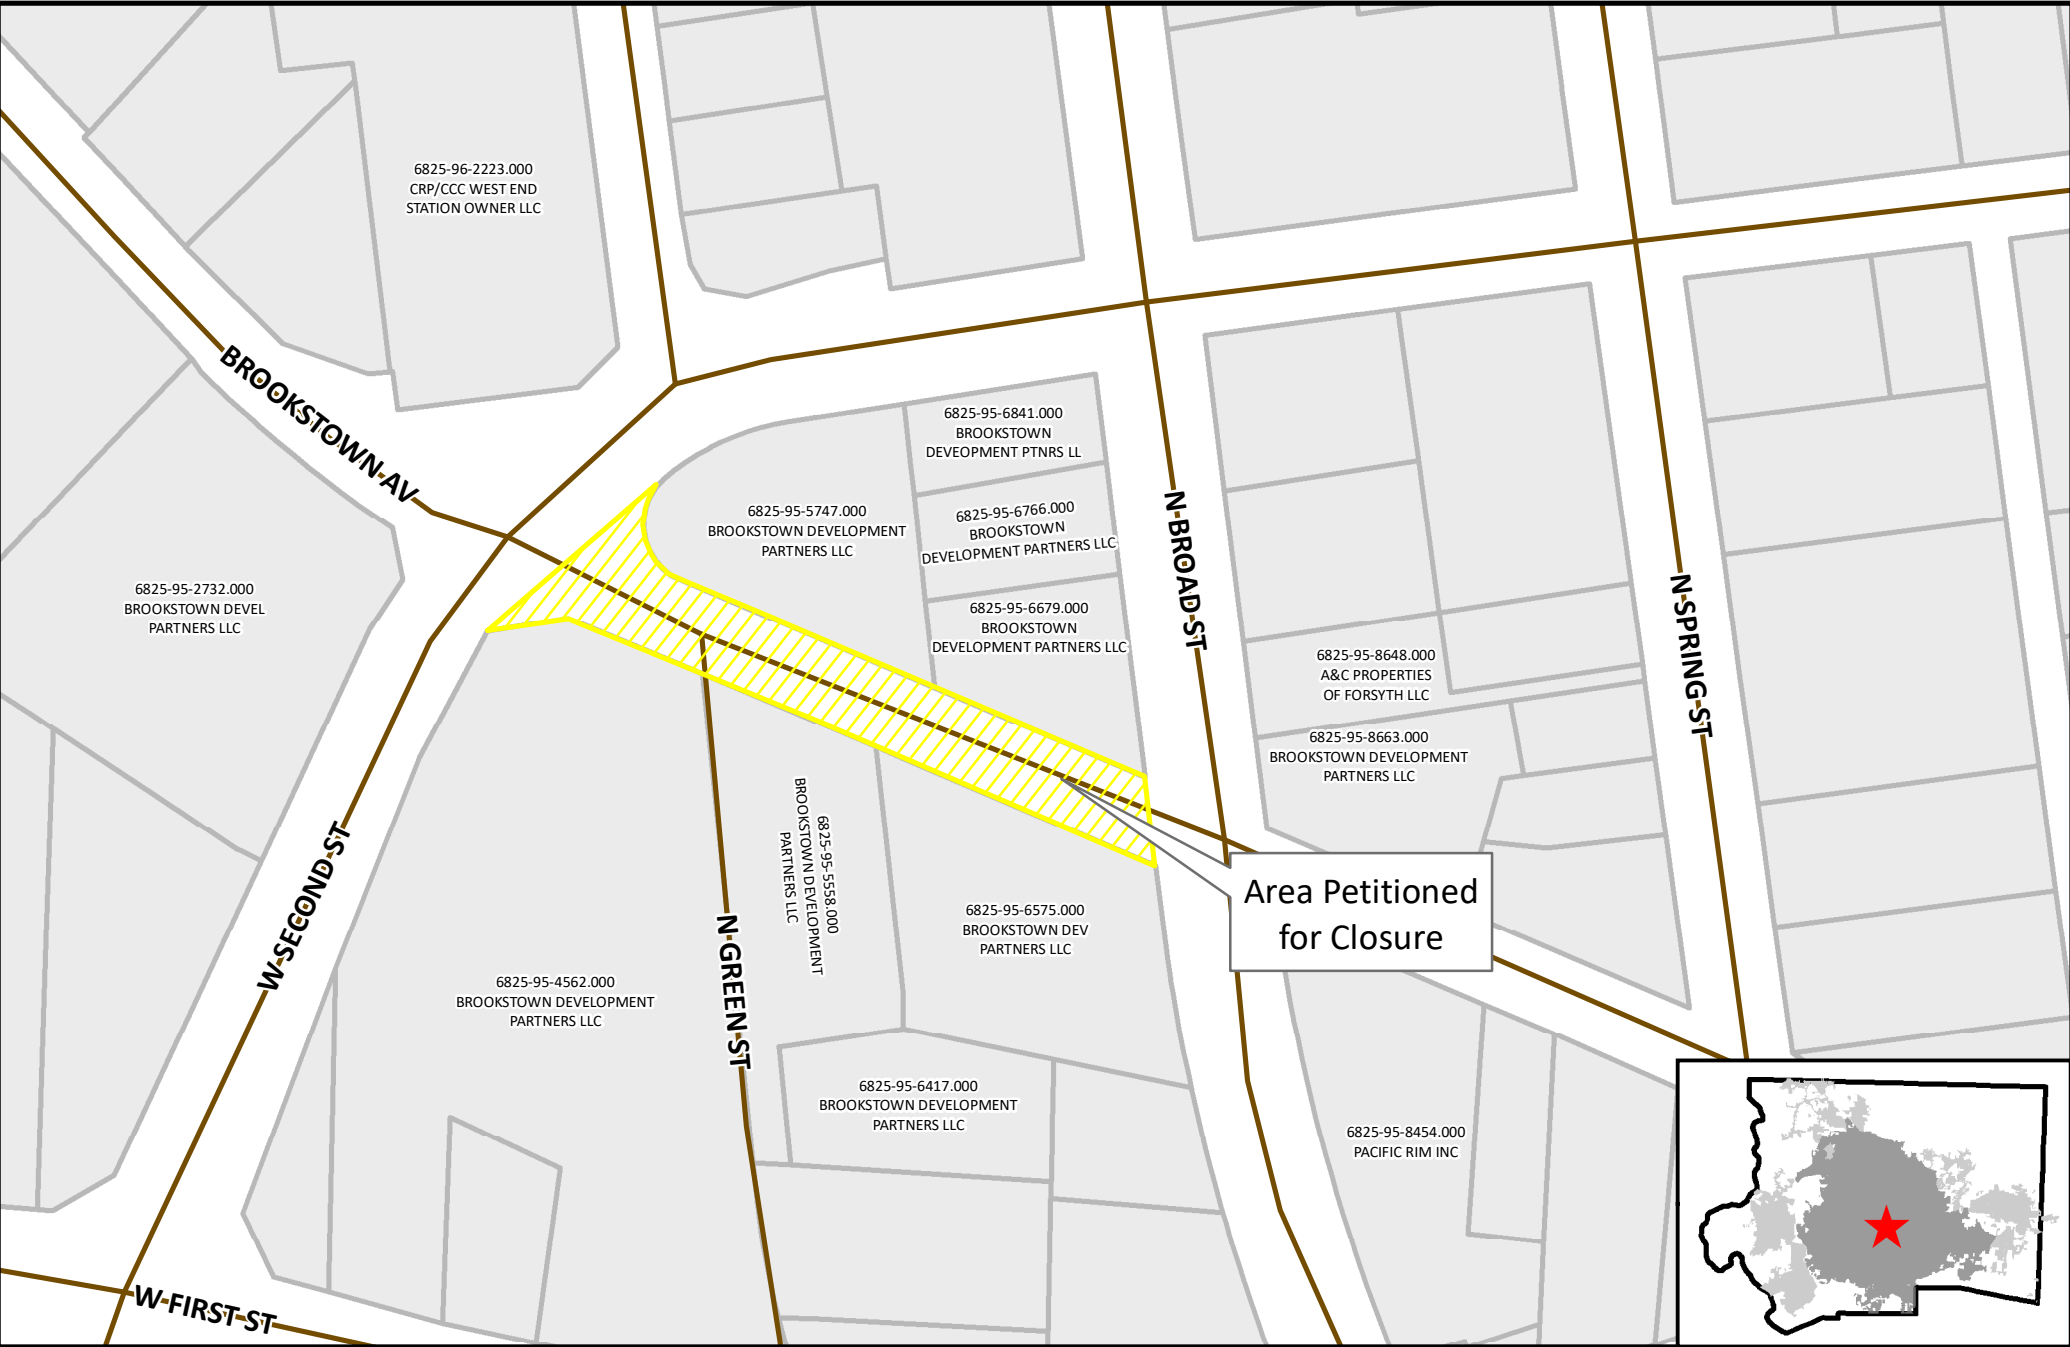 6825-96-2223.000
CRP/CCC WEST END
STATION OWNER LLC
BROOKSTOWN AV
6825-95-6841.000
BROOKSTOWN
DEVEOPMENT PTNRS LL
6825-95-5747.000
BROOKSTOWN DEVELOPMENT
PARTNERS LLC
6825-95-6766.000
BROOKSTOWN
DEVELOPMENT PARTNERS LLC
N BROAD ST
6825-95-2732.000
BROOKSTOWN DEVEL
PARTNERS LLC
6825-95-6679.000
BROOKSTOWN
DEVELOPMENT PARTNERS LLC
N SPRING ST
6825-95-8648.000
A&C PROPERTIES
OF FORSYTH LLC
6825-95-8663.000
BROOKSTOWN DEVELOPMENT
PARTNERS LLC
W SECOND ST
6825-95-5558.000
BROOKSTOWN DEVELOPMENT
PARTNERS LLC
Area Petitioned
for Closure
6825-95-6575.000
BROOKSTOWN DEV
PARTNERS LLC
N GREEN ST
6825-95-4562.000
BROOKSTOWN DEVELOPMENT
PARTNERS LLC
6825-95-6417.000
BROOKSTOWN DEVELOPMENT
PARTNERS LLC
6825-95-8454.000
PACIFIC RIM INC
W FIRST ST